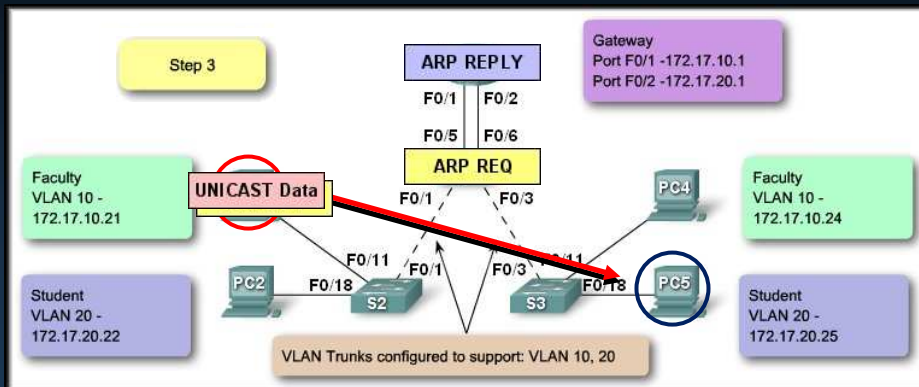 Step 3
ARP REPLY
Gateway
Port F0/1 -172.17.10.1
Port F0/2 -172.17.20.1
F0/1
F0/2
F0/5
F0/6
ARP REQ
Faculty
VLAN 10 -
172.17.10.21
UNICAST Data
F0/1
F0/3
PC4
Faculty
VLAN 10 -
172.17.10.24
F0/11
F0/1
F0/3
F0/11
Student
VLAN 20 -
172.17.20.22
PC2
F0/18
S2
S3
F0/18
PC5
Student
VLAN 20 -
172.17.20.25
VLAN Trunks configured to support: VLAN 10, 20